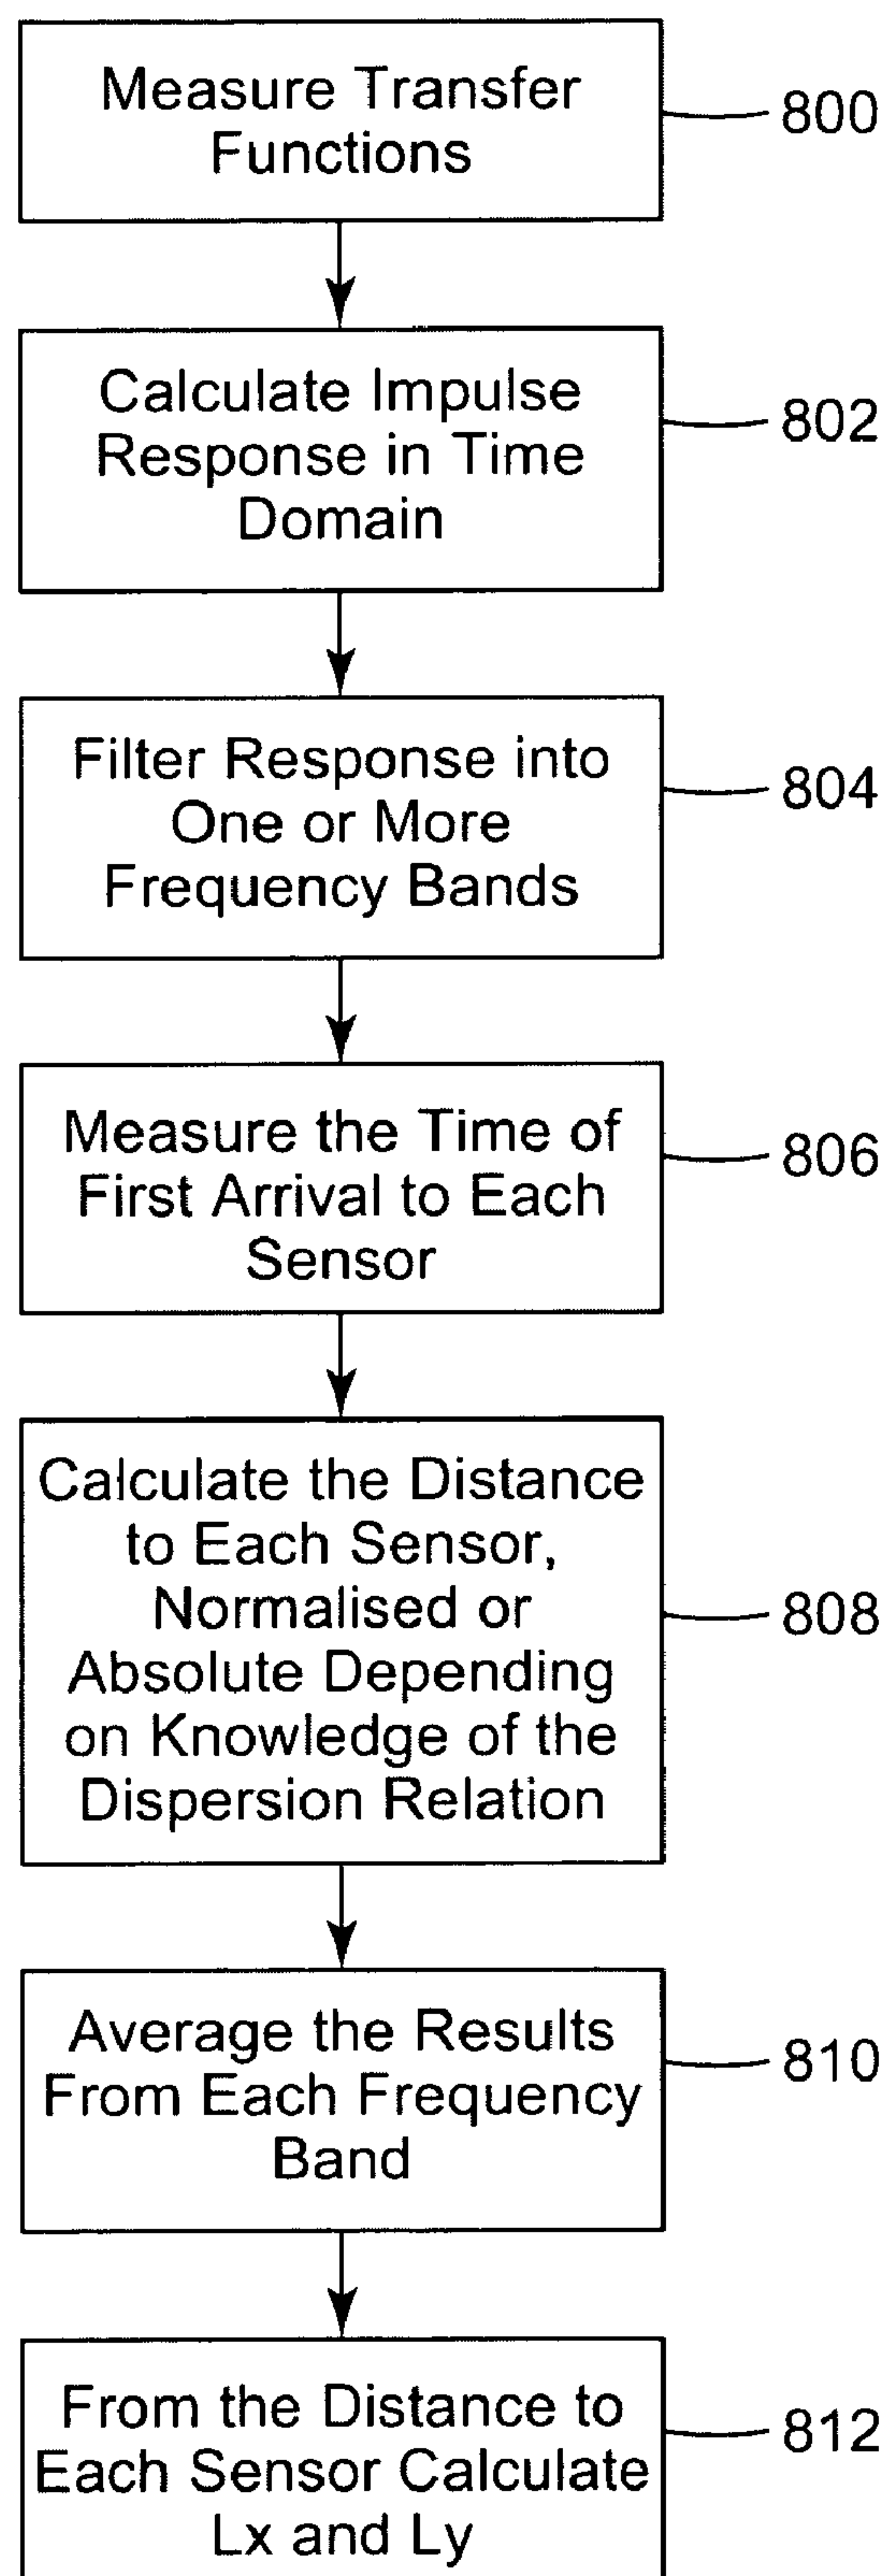 Measure Transfer
Functions
800
Calculate Impulse
Response in Time
Domain
802
Filter Response into
One or More
Frequency Bands
804
Measure the Time of
First Arrival to Each
Sensor
806
Calculate the Distance
to Each Sensor,
Normalised or
Absolute Depending
on Knowledge of the
Dispersion Relation
808
Average the Results
From Each Frequency
Band
810
From the Distance to
Each Sensor Calculate
Lx and Ly
812